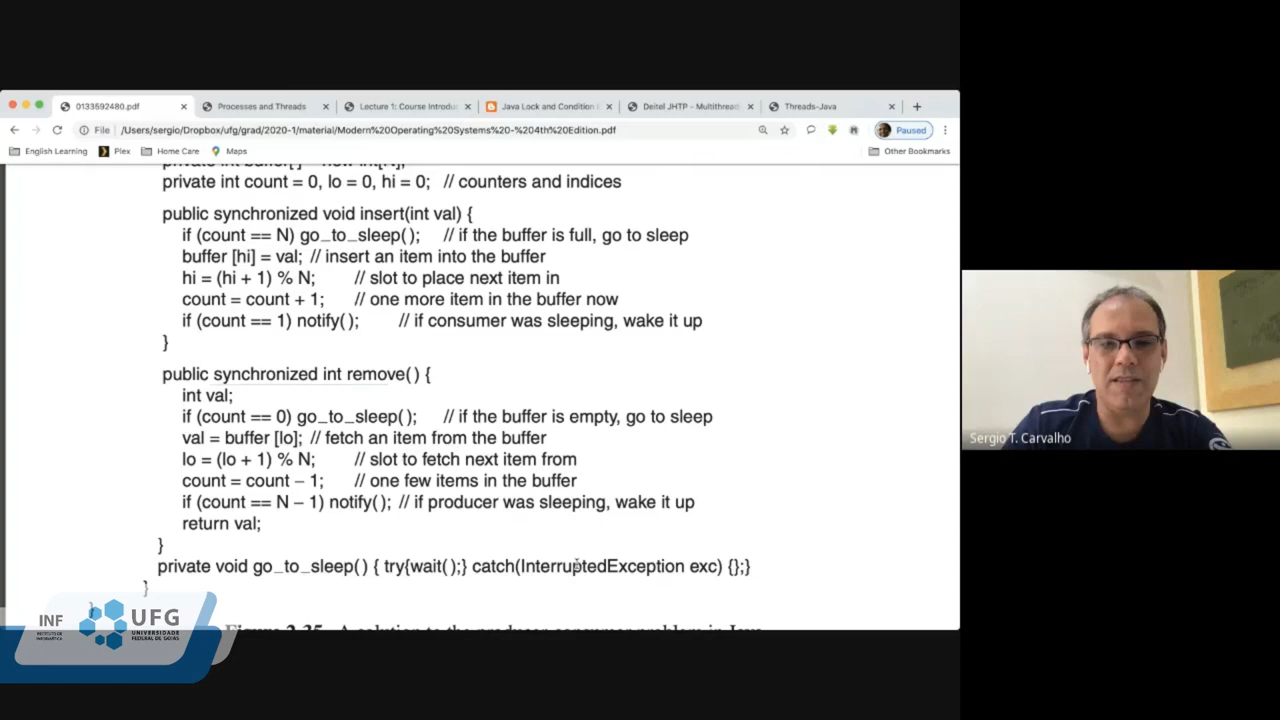 0133592480.pdf
Processes and Threads
Lecture 1: Course Introdu
Java Lock and Condition
Deitel JHTP - Multithread
Threads-Java
File
/Users/sergio/Dropbox/ufg/grad/2020-1/material/Modern%20Operating%20Systems%20-%204th%20Edition.pdf
Paused
English Learning
Plex
Home Care
Maps
Other Bookmarks
private int count = 0, lo = 0, hi = 0; // counters and indices
public synchronized void insert(int val) {
if (count == N) go_to_sleep( ); // if the buffer is full, go to sleep
buffer [hi] = val; // insert an item into the buffer
hi = (hi + 1) % N; // slot to place next item in
count = count + 1; // one more item in the buffer now
if (count == 1) notify( ); // if consumer was sleeping, wake it up
}
public synchronized int remove( ) {
int val;
if (count == 0) go_to_sleep( ); // if the buffer is empty, go to sleep
val = buffer [lo]; // fetch an item from the buffer
lo = (lo + 1) % N; // slot to fetch next item from
count = count – 1; // one few items in the buffer
if (count == N – 1) notify( ); // if producer was sleeping, wake it up
return val;
}
private void go_to_sleep( ) { try{wait( );} catch(InterruptedException exc) {};}
}
}
Sergio T. Carvalho
INF
INSTITUTO DE
INFORMÁTICA
UFG
UNIVERSIDADE
FEDERAL DE GOIÁS